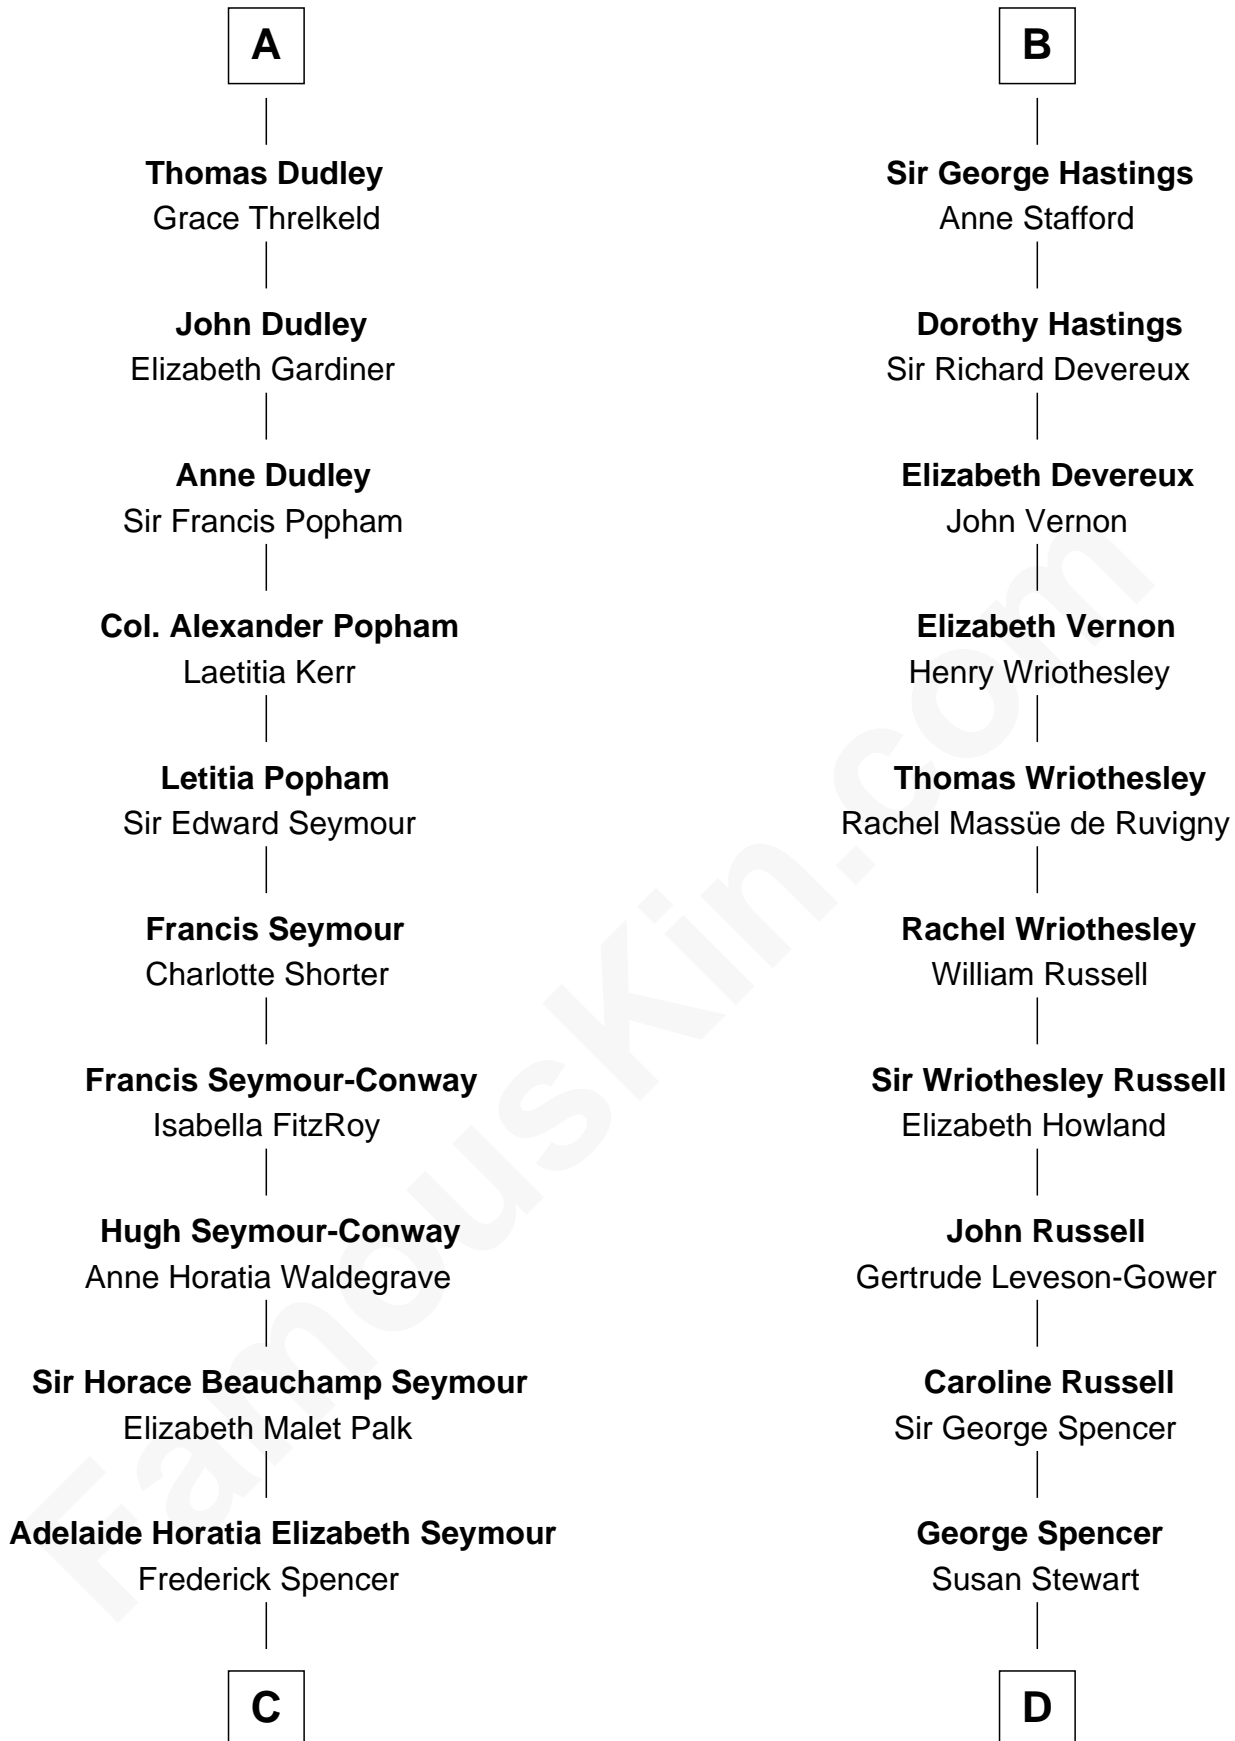 A
Thomas Dudley
Grace Threlkeld
John Dudley
Elizabeth Gardiner
Anne Dudley
Sir Francis Popham
Col. Alexander Popham
Laetitia Kerr
Letitia Popham
Sir Edward Seymour
Francis Seymour
Charlotte Shorter
Francis Seymour-Conway
Isabella FitzRoy
Hugh Seymour-Conway
Anne Horatia Waldegrave
Sir Horace Beauchamp Seymour
Elizabeth Malet Palk
Adelaide Horatia Elizabeth Seymour
Frederick Spencer
C
B
Sir George Hastings
Anne Stafford
Dorothy Hastings
Sir Richard Devereux
Elizabeth Devereux
John Vernon
Elizabeth Vernon
Henry Wriothesley
Thomas Wriothesley
Rachel Massüe de Ruvigny
Rachel Wriothesley
William Russell
Sir Wriothesley Russell
Elizabeth Howland
John Russell
Gertrude Leveson-Gower
Caroline Russell
Sir George Spencer
George Spencer
Susan Stewart
D
FamousKin.com